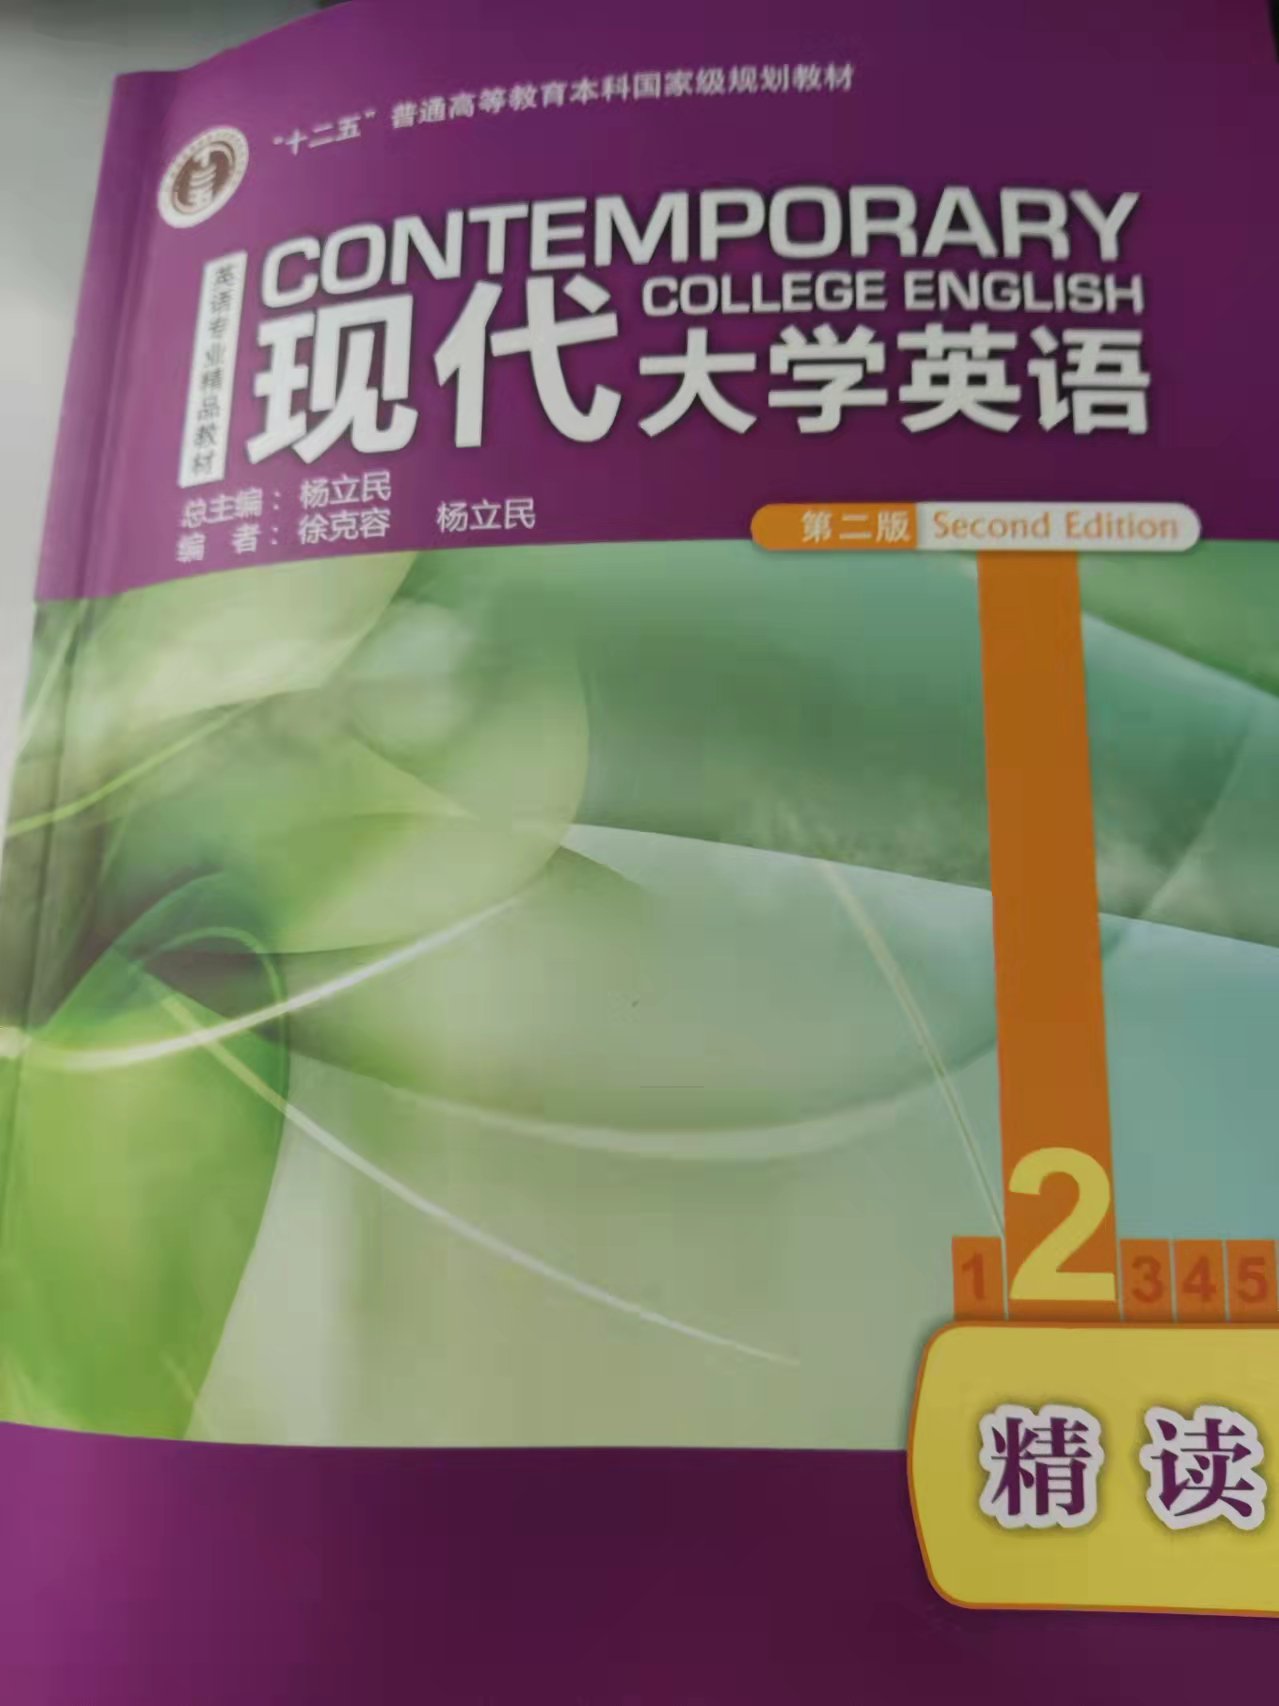 “十二五”普通高等教育本科国家级规划教材
英语专业精品教材
CONTEMPORARY
COLLEGE ENGLISH
现代大学英语
总主编：杨立民
编 者：徐克容 杨立民
第二版 Second Edition
1 2 3 4 5
精读